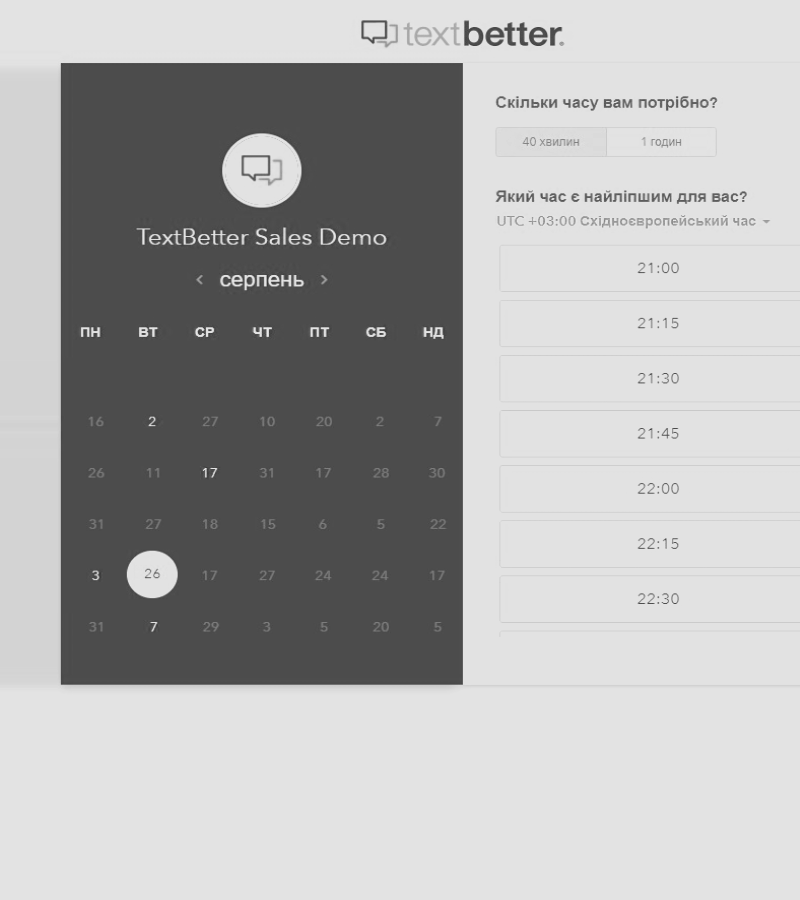 textbetter.
TextBetter Sales Demo
серпень
ПН ВТ СР ЧТ ПТ СБ НД
16 2 27 10 20 2 7
26 11 17 31 17 28 30
31 27 18 15 6 5 22
3 26 17 27 24 24 17
31 7 29 3 5 20 5
Скільки часу вам потрібно?
40 хвилин 1 годин
Який час є найліпшим для вас?
UTC +03:00 Східноєвропейський час
21:00
21:15
21:30
21:45
22:00
22:15
22:30